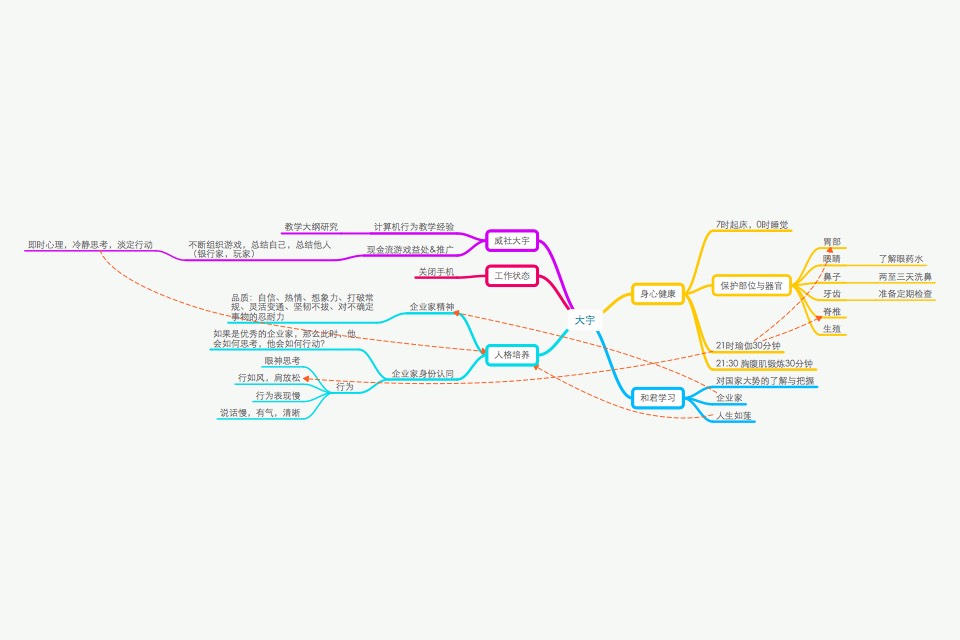 大宇
威社大宇
计算机行为教学经验
教学大纲研究
现金流游戏益处&推广
不断组织游戏，总结自己，总结他人
（银行家，玩家）
即时心理，冷静思考，淡定行动
工作状态
关闭手机
人格培养
企业家精神
品质：自信、热情、想象力、打破常
规、灵活变通、坚韧不拔、对不确定
事物的忍耐力
企业家身份认同
如果是优秀的企业家，那么此时，他
会如何思考，他会如何行动?
行为
眼神思考
行如风，肩放松
行为表现慢
说话慢，有气，清晰
身心健康
7时起床，0时睡觉
保护部位与器官
胃部
眼睛
了解眼药水
鼻子
两至三天洗鼻
牙齿
准备定期检查
脊椎
生殖
21时瑜伽30分钟
21:30 胸腹肌锻炼30分钟
和君学习
对国家大势的了解与把握
企业家
人生如莲